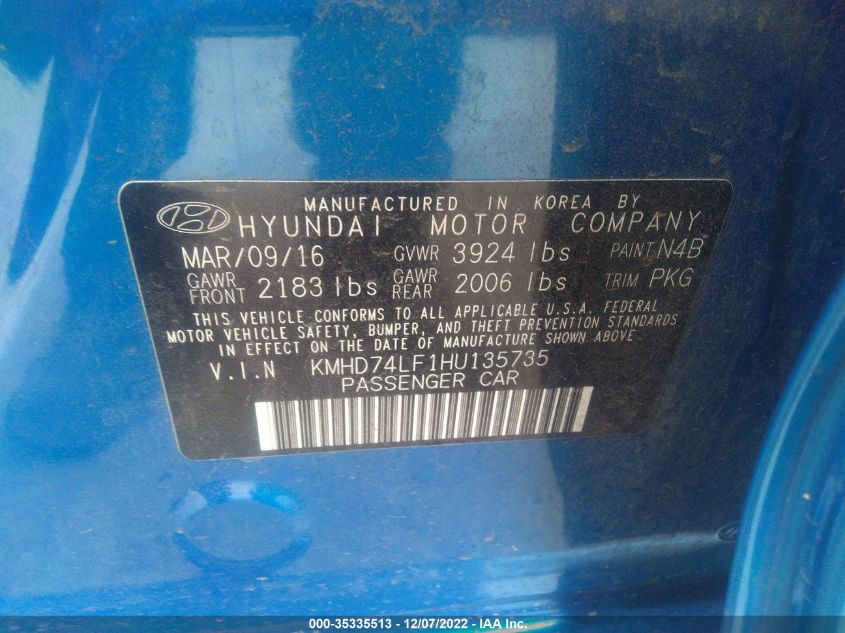 MANUFACTURED IN KOREA BY
HYUNDAI MOTOR COMPANY
MAR/09/16 GVWR 3924 lbs PAINT N4B
GAWR FRONT 2183 lbs GAWR REAR 2006 lbs TRIM PKG
THIS VEHICLE CONFORMS TO ALL APPLICABLE U.S.A. FEDERAL
MOTOR VEHICLE SAFETY, BUMPER, AND THEFT PREVENTION STANDARDS
IN EFFECT ON THE DATE OF MANUFACTURE SHOWN ABOVE.
V.I.N KMHD74LF1HU135735
PASSENGER CAR
000-35335513 - 12/07/2022 - IAA Inc.